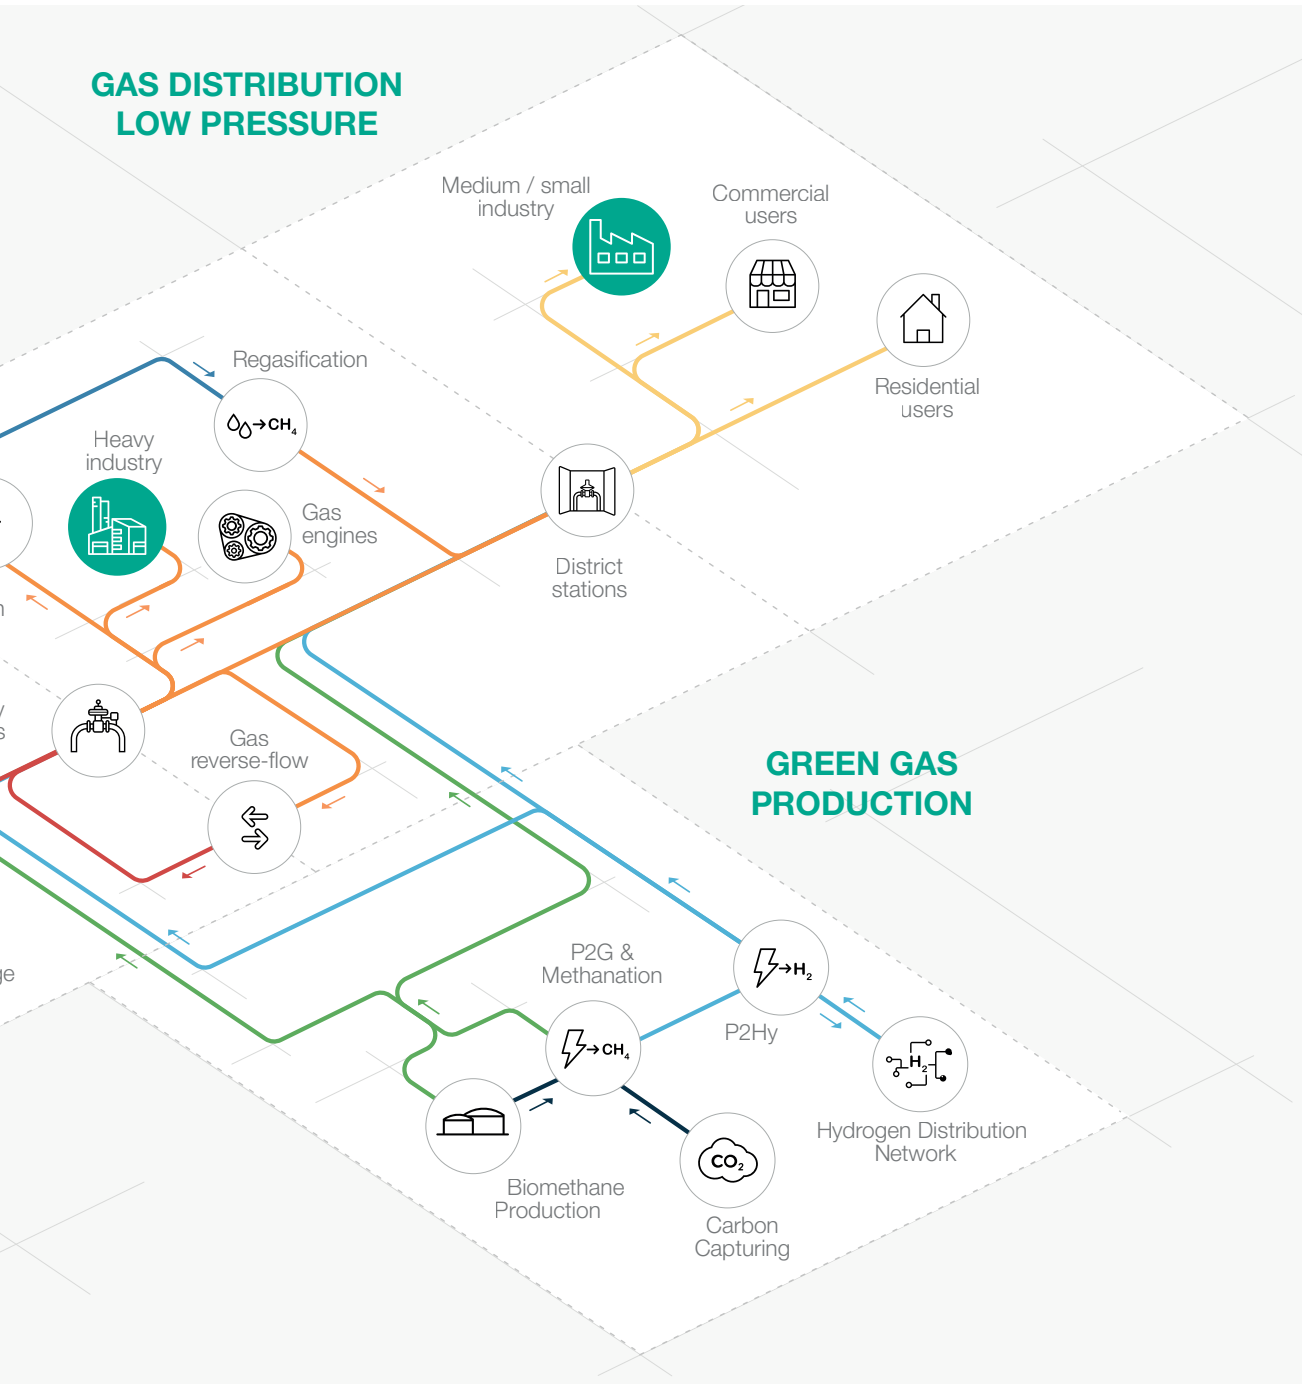 GAS DISTRIBUTION
LOW PRESSURE
Medium / small
industry
Commercial
users
Residential
users
Regasification
→CH₄
Heavy
industry
Gas
engines
District
stations
Gas
reverse-flow
GREEN GAS
PRODUCTION
P2G &
Methanation
→CH₄
→H₂
P2Hy
H₂
Hydrogen Distribution
Network
Biomethane
Production
CO₂
Carbon
Capturing